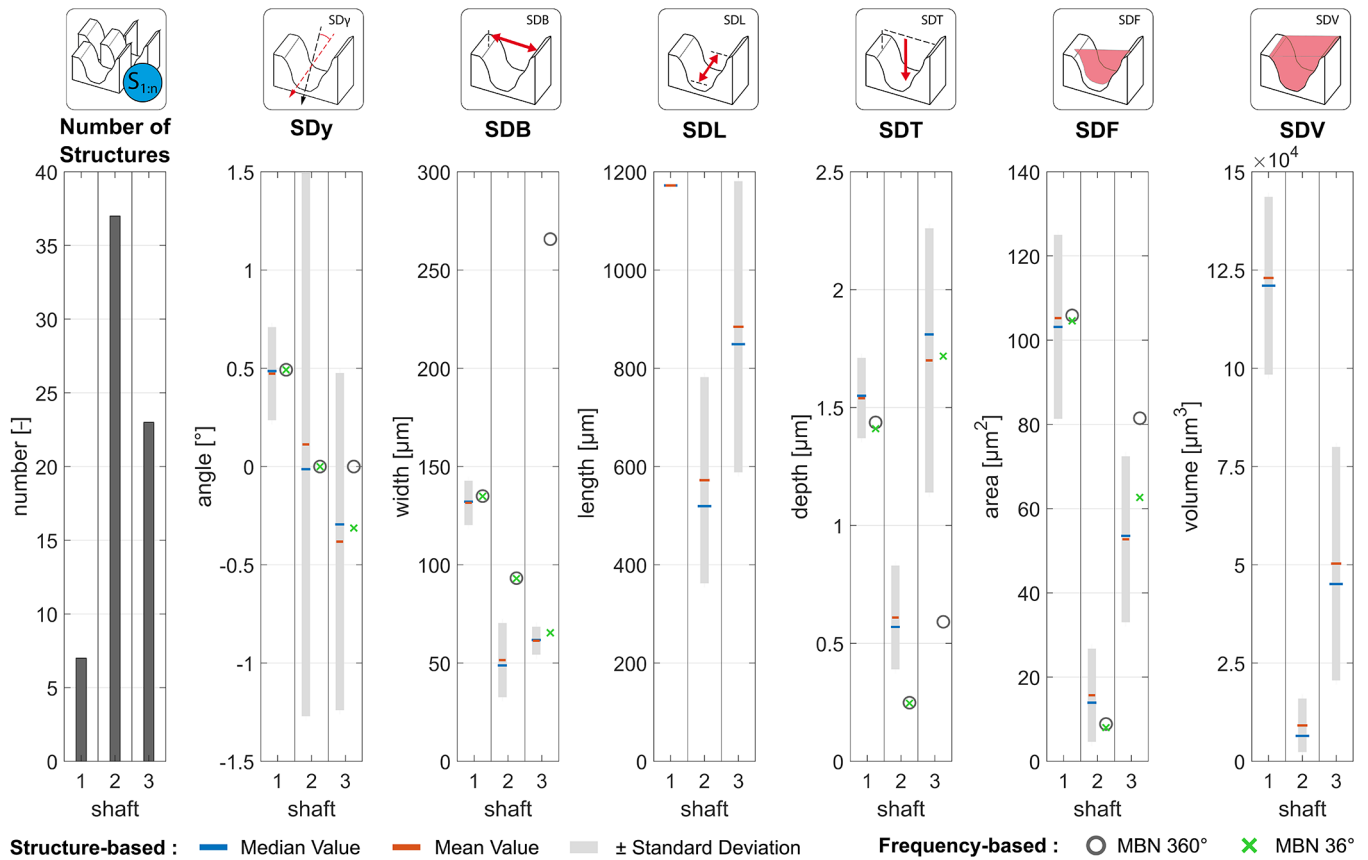 SDγ
SDB
SDL
SDT
SDF
SDV
S1:n
Number of
Structures
SDy
SDB
SDL
SDT
SDF
SDV
×10⁴
40
35
30
25
20
15
10
5
0
number [-]
1 2 3
shaft
1.5
1
0.5
0
-0.5
-1
-1.5
angle [°]
1 2 3
shaft
300
250
200
150
100
50
0
width [µm]
1 2 3
shaft
1200
1000
800
600
400
200
0
length [µm]
1 2 3
shaft
2.5
2
1.5
1
0.5
0
depth [µm]
1 2 3
shaft
140
120
100
80
60
40
20
0
area [µm²]
1 2 3
shaft
15
12.5
10
7.5
5
2.5
0
volume [µm³]
1 2 3
shaft
Structure-based : Median Value Mean Value ± Standard Deviation Frequency-based : MBN 360° MBN 36°